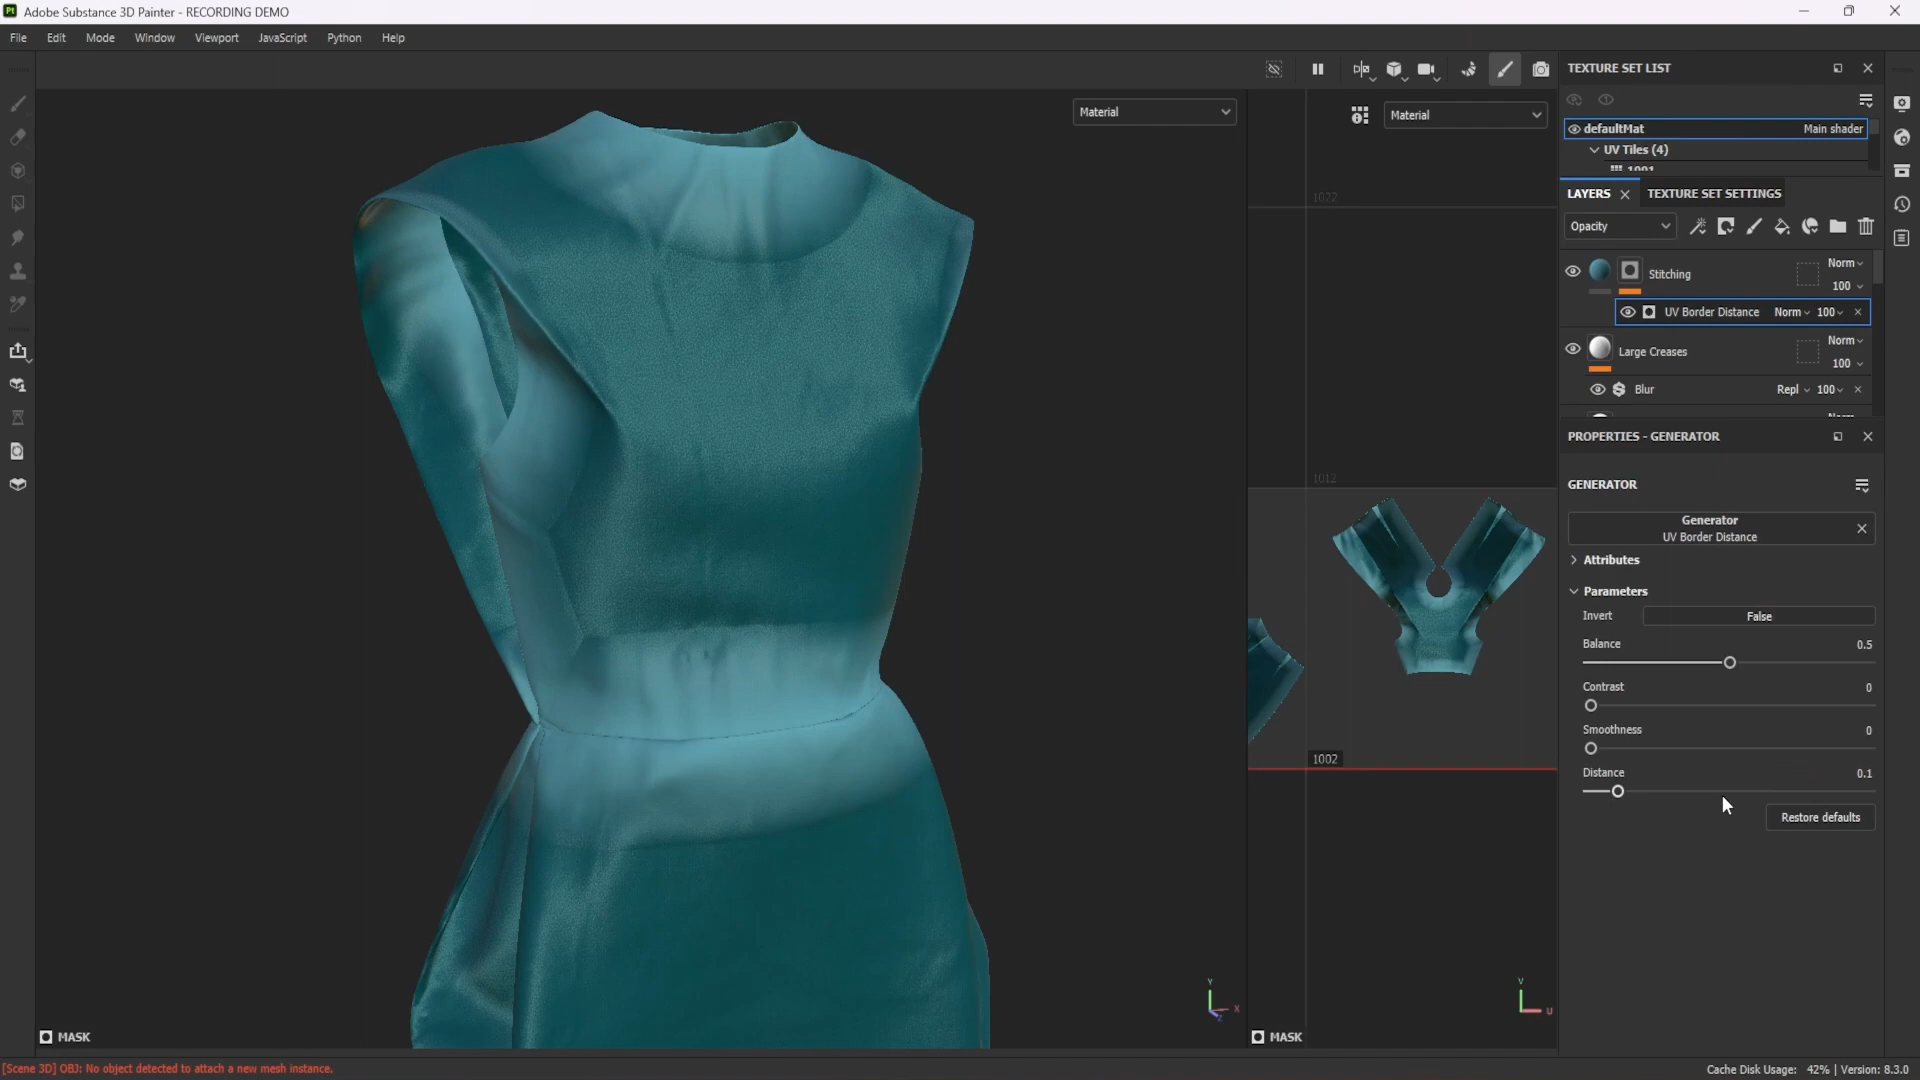 Adobe Substance 3D Painter - RECORDING DEMO
File Edit Mode Window Viewport JavaScript Python Help
Material
Material
1022
1012
1002
MASK
MASK
TEXTURE SET LIST
defaultMat Main shader
UV Tiles (4)
1001
LAYERS TEXTURE SET SETTINGS
Opacity
Norm
Stitching
100
UV Border Distance Norm 100
Norm
Large Creases
100
Blur Repl 100
Norm
PROPERTIES - GENERATOR
GENERATOR
Generator
UV Border Distance
Attributes
Parameters
Invert False
Balance 0.5
Contrast 0
Smoothness 0
Distance 0.1
Restore defaults
Y
X
Z
V
U
[Scene 3D] OBJ: No object detected to attach a new mesh instance.
Cache Disk Usage: 42% | Version: 8.3.0